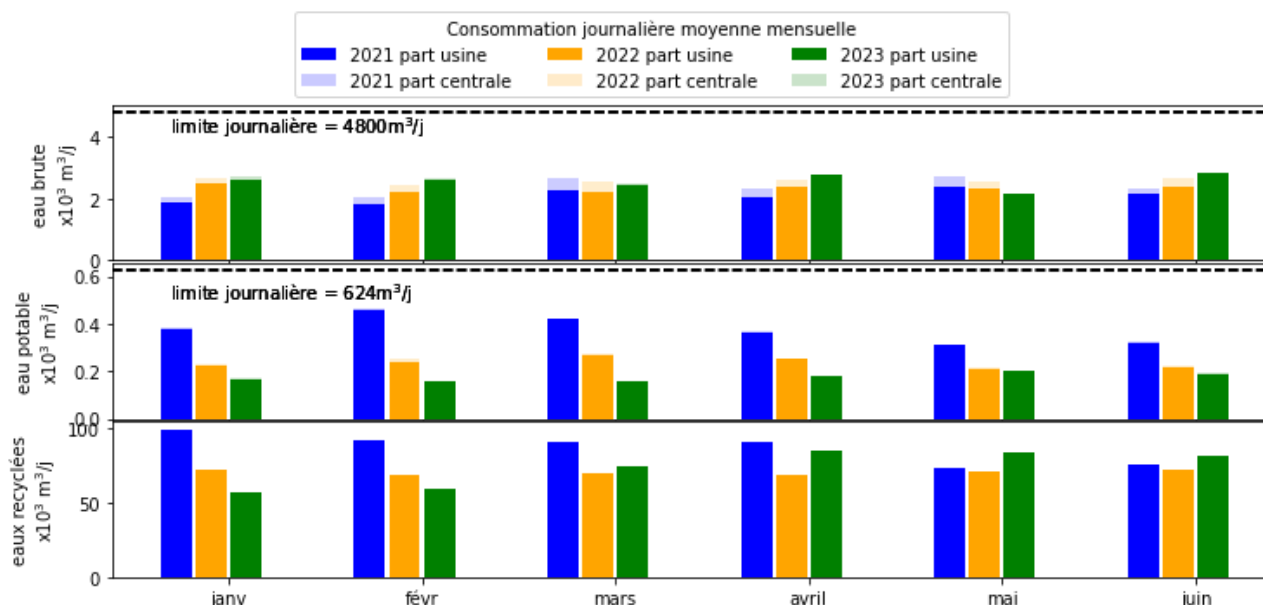 Consommation journalière moyenne mensuelle
2021 part usine 2022 part usine 2023 part usine
2021 part centrale 2022 part centrale 2023 part centrale
eau brute
x10³ m³/j
4
2
0
limite journalière = 4800m³/j
eau potable
x10³ m³/j
0.6
0.4
0.2
0.0
limite journalière = 624m³/j
eaux recyclées
x10³ m³/j
100
50
0
janv févr mars avril mai juin